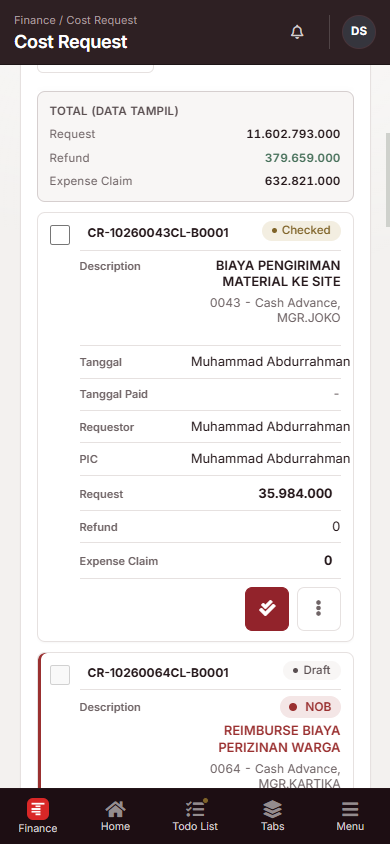 Finance / Cost Request
Cost Request
DS
TOTAL (DATA TAMPIL)
Request 11.602.793.000
Refund 379.659.000
Expense Claim 632.821.000
CR-10260043CL-B0001 Checked
Description BIAYA PENGIRIMAN
MATERIAL KE SITE
0043 - Cash Advance,
MGR.JOKO
Tanggal Muhammad Abdurrahman
Tanggal Paid -
Requestor Muhammad Abdurrahman
PIC Muhammad Abdurrahman
Request 35.984.000
Refund 0
Expense Claim 0
CR-10260064CL-B0001 Draft
Description NOB
REIMBURSE BIAYA
PERIZINAN WARGA
0064 - Cash Advance,
MGR.KARTIKA
Finance Home Todo List Tabs Menu